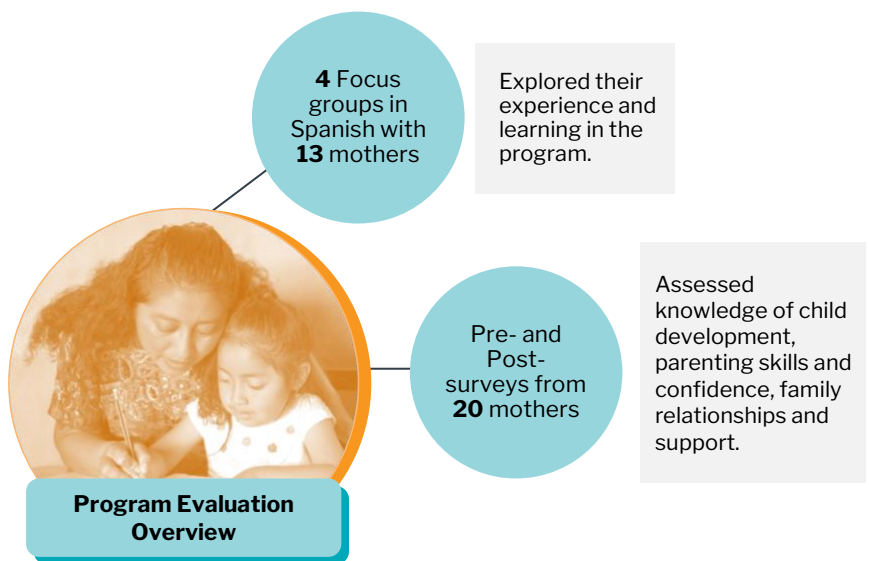 4 Focus
groups in
Spanish with
13 mothers
Explored their
experience and
learning in the
program.
Pre- and
Post-
surveys from
20 mothers
Assessed
knowledge of child
development,
parenting skills and
confidence, family
relationships and
support.
Program Evaluation
Overview